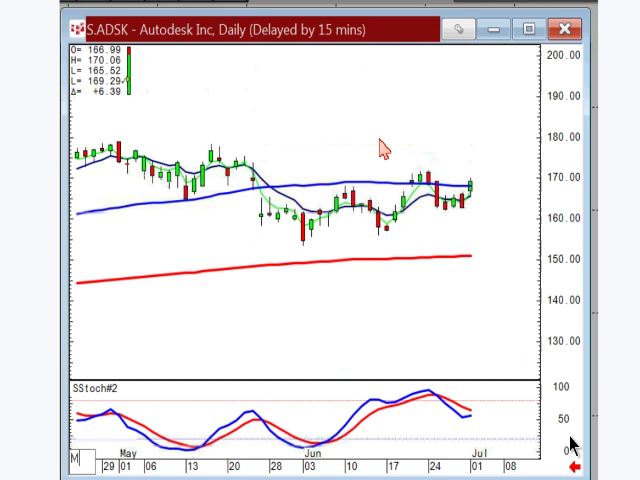 S.ADSK - Autodesk Inc, Daily (Delayed by 15 mins)
O= 166.99
H= 170.06
L= 165.52
L= 169.29
Δ= +6.39
200.00
190.00
180.00
170.00
160.00
150.00
140.00
130.00
SStoch#2
100
50
0
M
May
Jun
Jul
29
01
06
13
20
28
03
10
17
24
01
08